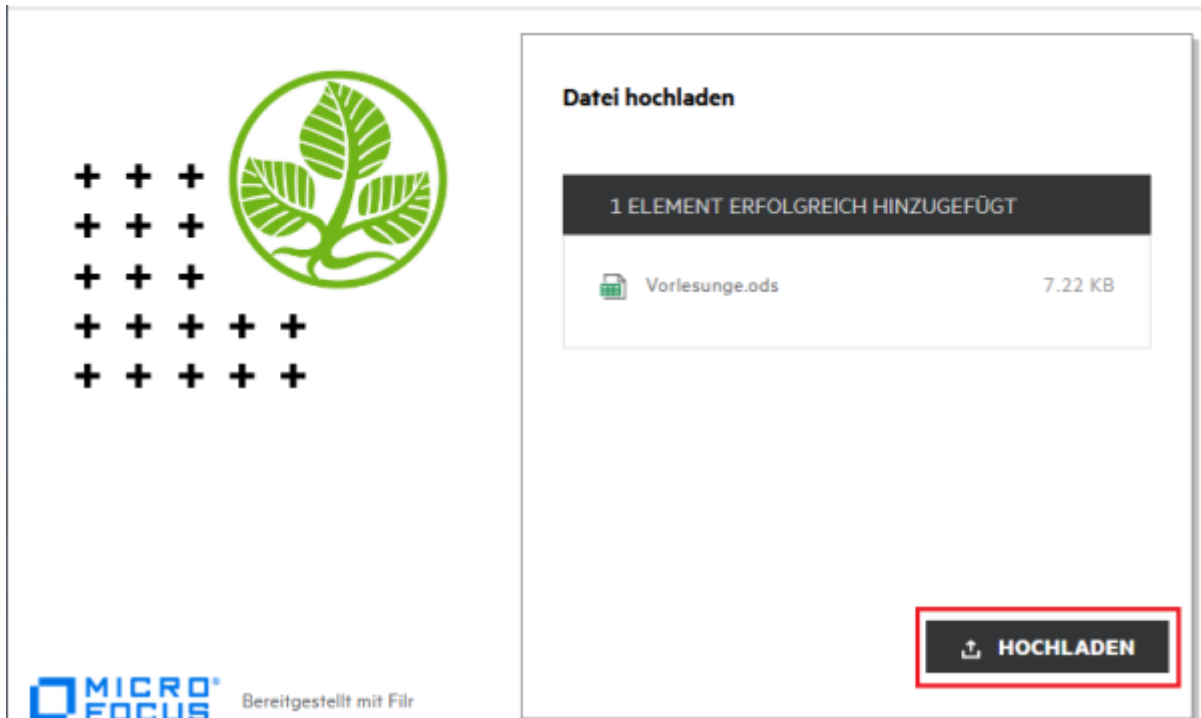 Datei hochladen
1 ELEMENT ERFOLGREICH HINZUGEFÜGT
Vorlesunge.ods 7.22 KB
HOCHLADEN
MICRO
FOCUS
Bereitgestellt mit Filr